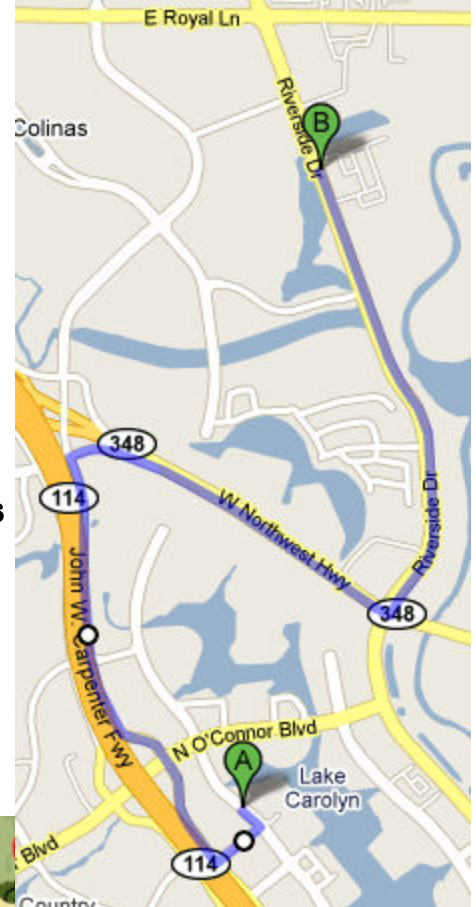 E Royal Ln
Riverside Dr
B
Colinas
348
114
s
W Northwest Hwy
Riverside Dr
348
John W. Carpenter Fwy
N O'Connor Blvd
A
Lake
Carolyn
114
Blvd
Country